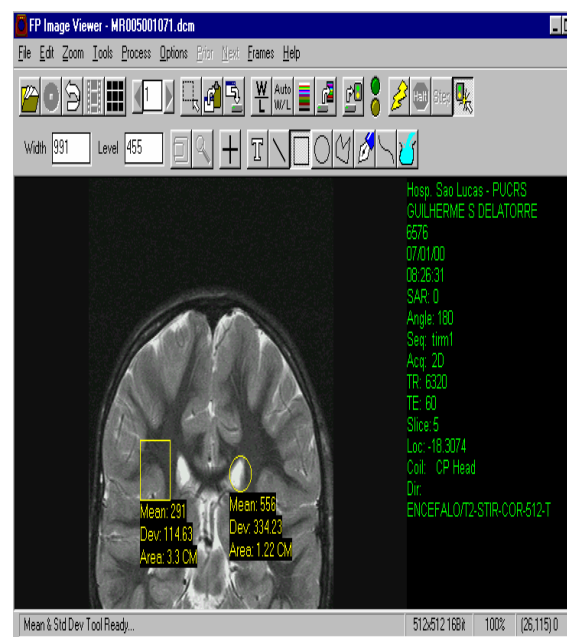 FP Image Viewer - MR005001071.dcm
File Edit Zoom Tools Process Options Prior Next Frames Help
1 W L Auto W/L Halt Step
Width 991 Level 455 T
Hosp. Sao Lucas - PUCRS
GUILHERME S DELATORRE
6576
07/01/00
08:26:31
SAR: 0
Angle: 180
Seq: tirm1
Acq: 2D
TR: 6320
TE: 60
Slice:5
Loc: -18.3074
Coil: CP Head
Dir:
ENCEFALO/T2-STIR-COR-512-T
Mean: 291
Dev: 114.63
Area: 3.3 CM
Mean: 556
Dev: 334.23
Area: 1.22 CM
Mean & Std Dev Tool Ready... 512x512 16Bit 100% (26,115) 0